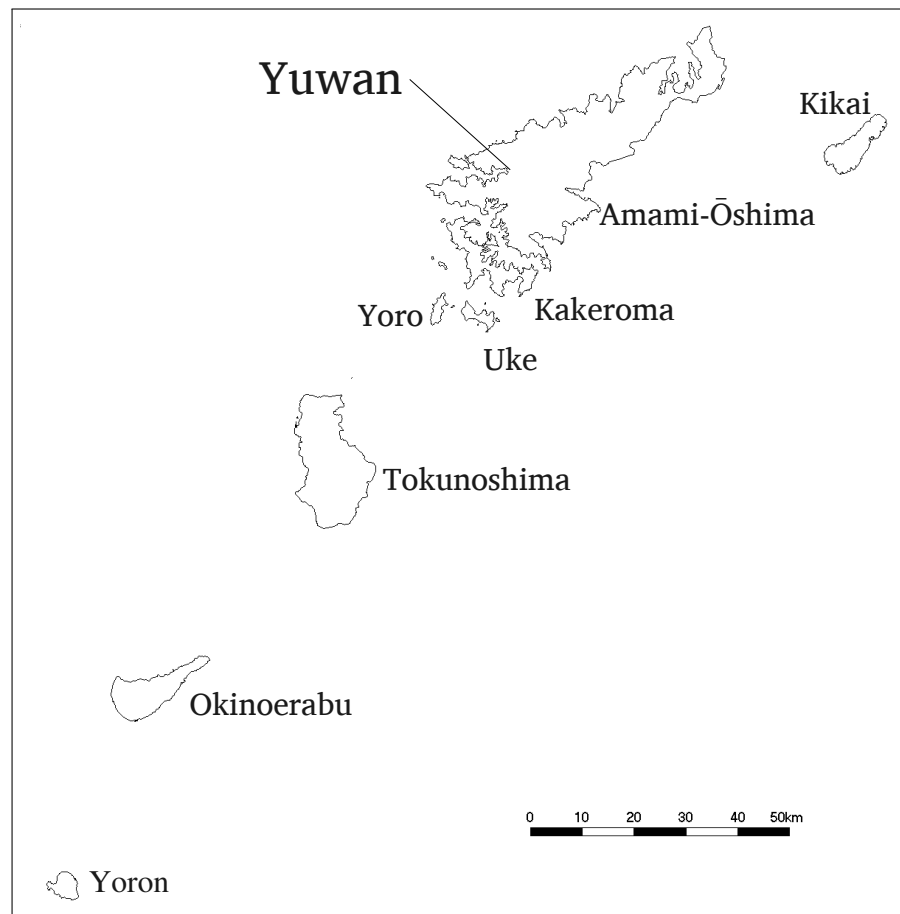 Yuwan
Kikai
Amami-Ōshima
Yoro
Kakeroma
Uke
Tokunoshima
Okinoerabu
0 10 20 30 40 50km
Yoron